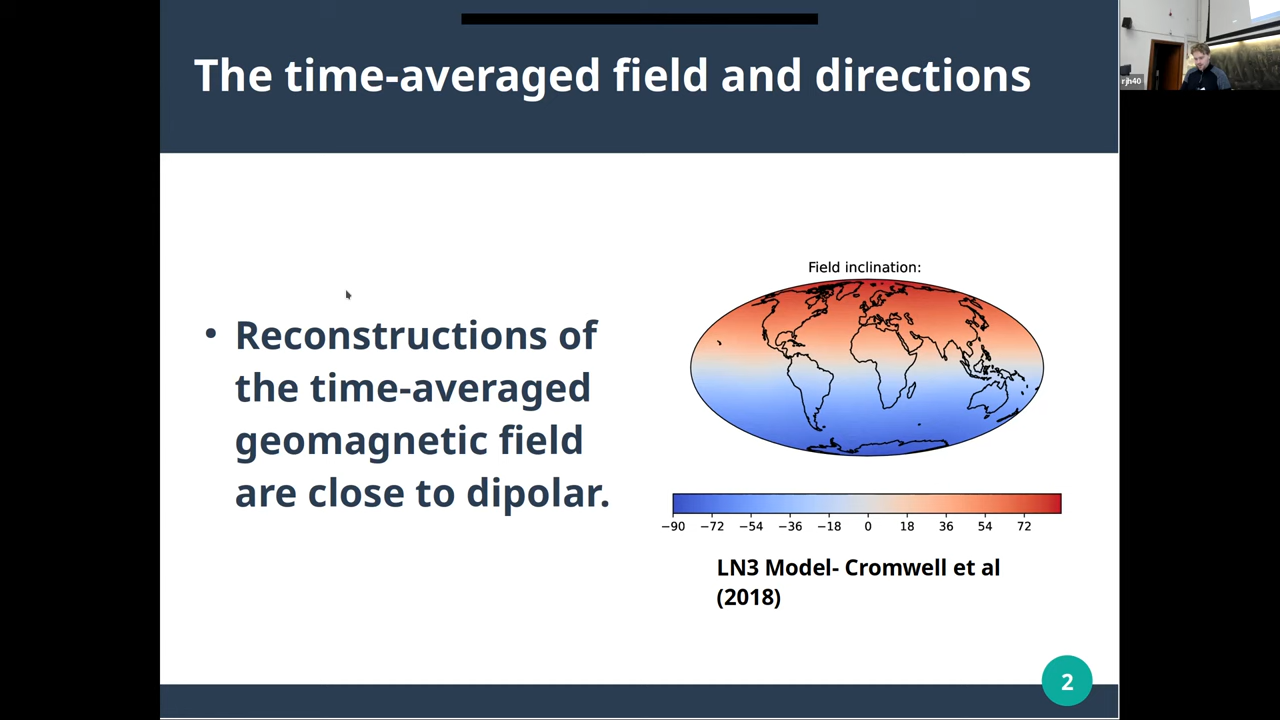 The time-averaged field and directions
rjh40
Field inclination:
• Reconstructions of
the time-averaged
geomagnetic field
are close to dipolar.
−90 −72 −54 −36 −18 0 18 36 54 72
LN3 Model- Cromwell et al
(2018)
2